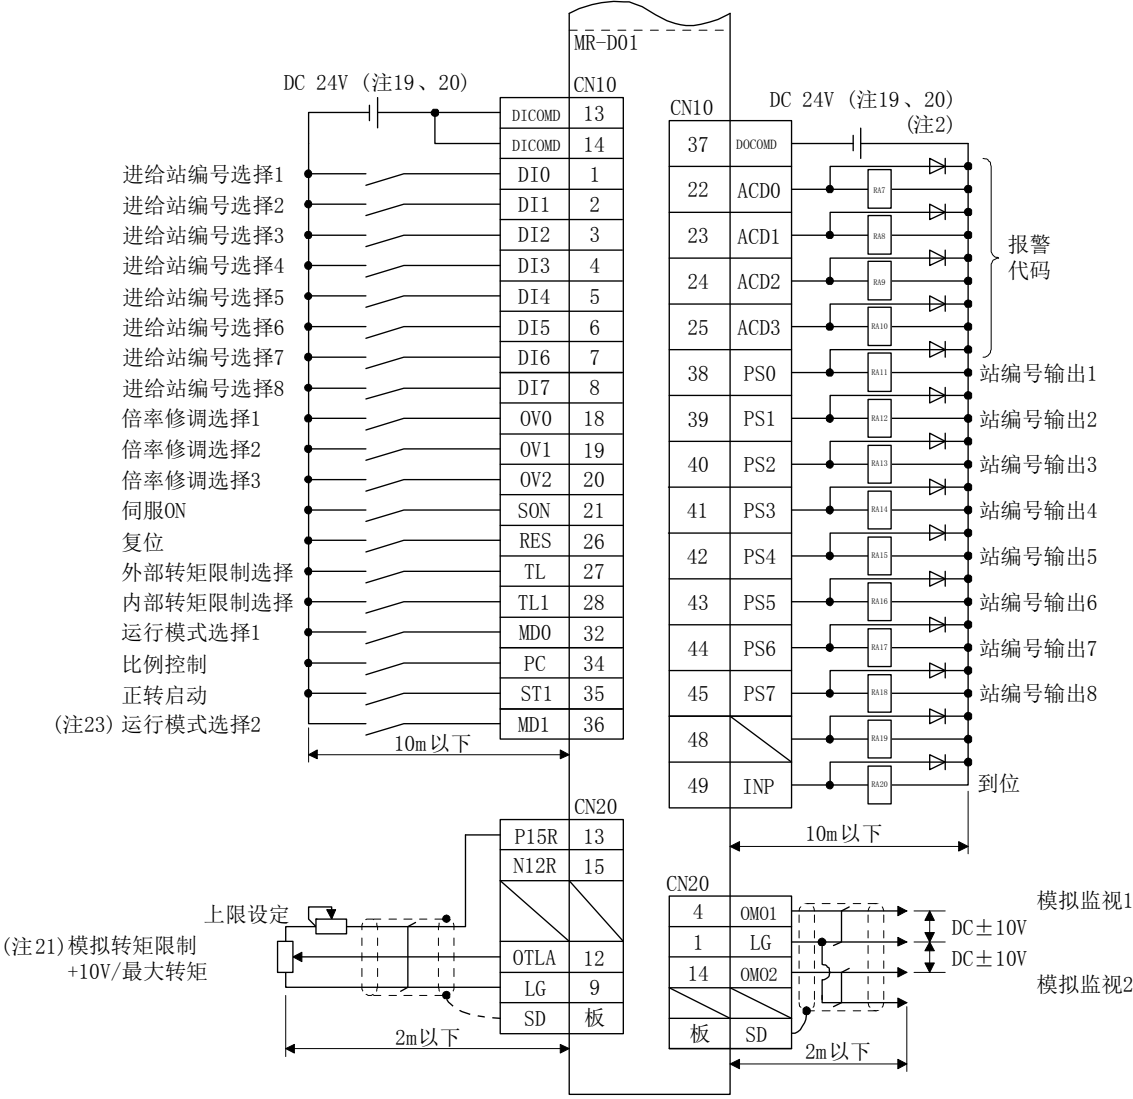 MR-D01
DC 24V (注19、20)
CN10
DICOMD 13
DICOMD 14
进给站编号选择1 DI0 1
进给站编号选择2 DI1 2
进给站编号选择3 DI2 3
进给站编号选择4 DI3 4
进给站编号选择5 DI4 5
进给站编号选择6 DI5 6
进给站编号选择7 DI6 7
进给站编号选择8 DI7 8
倍率修调选择1 OV0 18
倍率修调选择2 OV1 19
倍率修调选择3 OV2 20
伺服ON SON 21
复位 RES 26
外部转矩限制选择 TL 27
内部转矩限制选择 TL1 28
运行模式选择1 MD0 32
比例控制 PC 34
正转启动 ST1 35
(注23) 运行模式选择2 MD1 36
10m以下
CN20
P15R 13
N12R 15
上限设定
(注21) 模拟转矩限制
+10V/最大转矩
OTLA 12
LG 9
SD 板
2m以下
CN10
DC 24V (注19、20)
(注2)
37 DOCOMD
22 ACD0 RA7
23 ACD1 RA8
报警
代码
24 ACD2 RA9
25 ACD3 RA10
38 PS0 RA11 站编号输出1
39 PS1 RA12 站编号输出2
40 PS2 RA13 站编号输出3
41 PS3 RA14 站编号输出4
42 PS4 RA15 站编号输出5
43 PS5 RA16 站编号输出6
44 PS6 RA17 站编号输出7
45 PS7 RA18 站编号输出8
48 RA19
49 INP RA20 到位
10m以下
CN20
4 OMO1 模拟监视1
DC±10V
1 LG
DC±10V
14 OMO2 模拟监视2
板 SD
2m以下